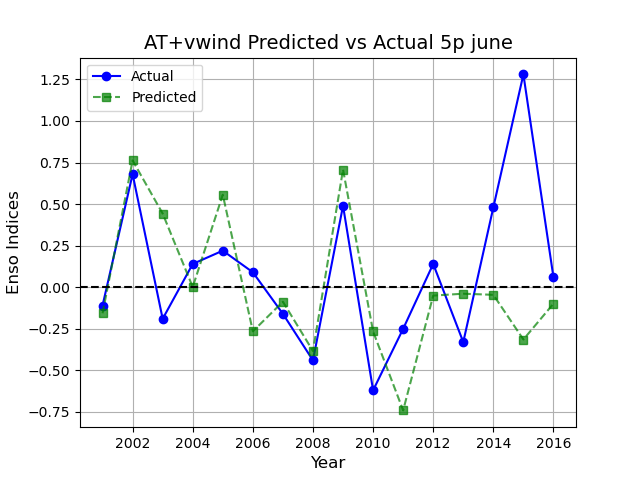 AT+vwind Predicted vs Actual 5p june
Actual
Predicted
1.25
1.00
0.75
0.50
0.25
0.00
−0.25
−0.50
−0.75
Enso Indices
2002 2004 2006 2008 2010 2012 2014 2016
Year